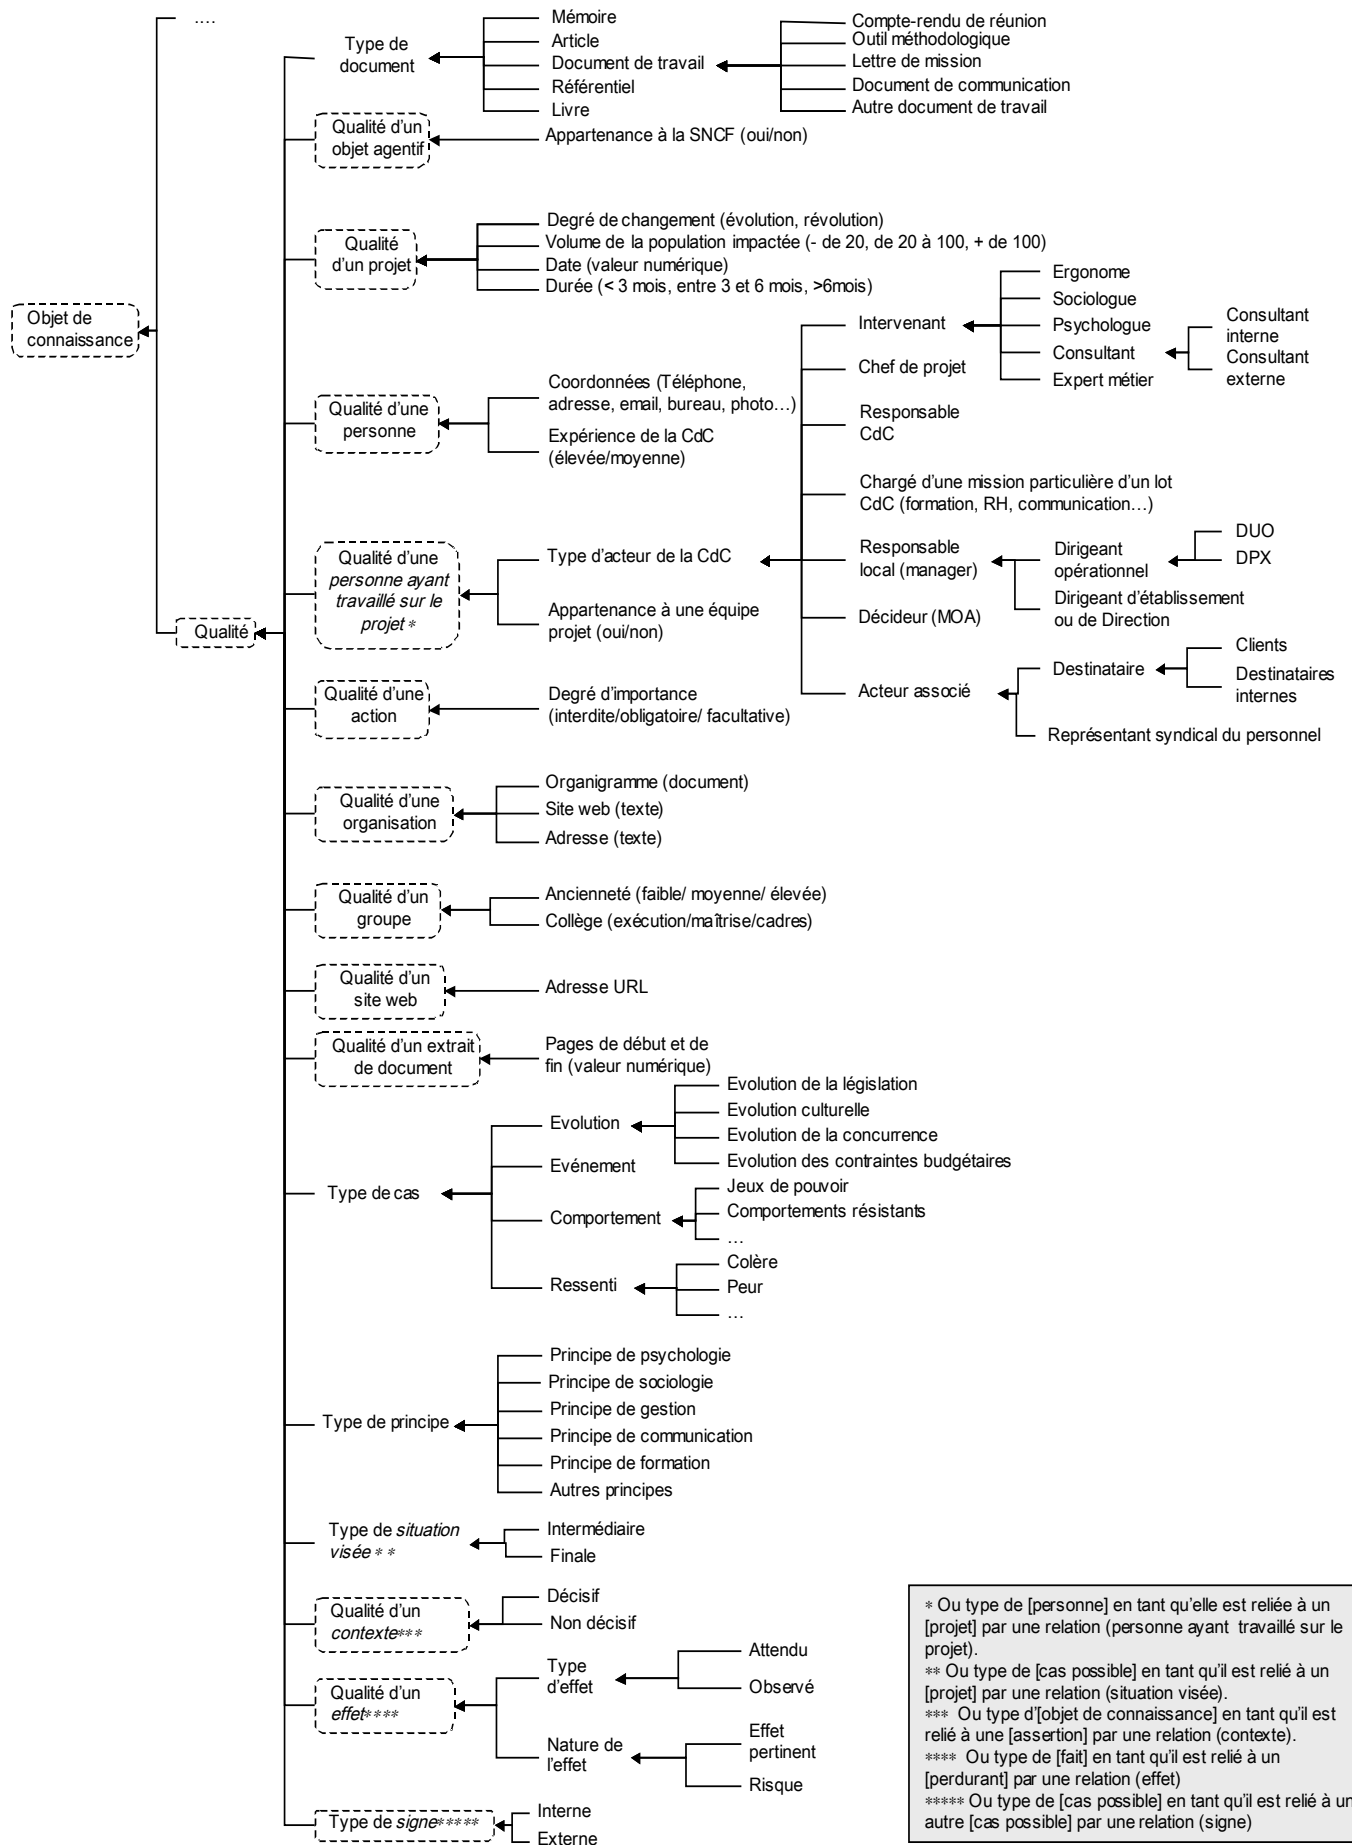 ....
Type de
document
Mémoire
Article
Document de travail
Référentiel
Livre
Compte-rendu de réunion
Outil méthodologique
Lettre de mission
Document de communication
Autre document de travail
Qualité d'un
objet agentif
Appartenance à la SNCF (oui/non)
Qualité
d'un projet
Degré de changement (évolution, révolution)
Volume de la population impactée (- de 20, de 20 à 100, + de 100)
Date (valeur numérique)
Durée (< 3 mois, entre 3 et 6 mois, >6mois)
Objet de
connaissance
Qualité d'une
personne
Coordonnées (Téléphone,
adresse, email, bureau, photo…)
Expérience de la CdC
(élevée/moyenne)
Intervenant
Ergonome
Sociologue
Psychologue
Consultant
Expert métier
Consultant
interne
Consultant
externe
Chef de projet
Responsable
CdC
Chargé d'une mission particulière d'un lot
CdC (formation, RH, communication…)
Qualité d'une
personne ayant
travaillé sur le
projet *
Type d'acteur de la CdC
Appartenance à une équipe
projet (oui/non)
Responsable
local (manager)
Dirigeant
opérationnel
DUO
DPX
Dirigeant d'établissement
ou de Direction
Décideur (MOA)
Acteur associé
Destinataire
Clients
Destinataires
internes
Représentant syndical du personnel
Qualité
Qualité d'une
action
Degré d'importance
(interdite/obligatoire/ facultative)
Qualité d'une
organisation
Organigramme (document)
Site web (texte)
Adresse (texte)
Qualité d'un
groupe
Ancienneté (faible/ moyenne/ élevée)
Collège (exécution/maîtrise/cadres)
Qualité d'un
site web
Adresse URL
Qualité d'un extrait
de document
Pages de début et de
fin (valeur numérique)
Type de cas
Evolution
Evolution de la législation
Evolution culturelle
Evolution de la concurrence
Evolution des contraintes budgétaires
Evénement
Comportement
Jeux de pouvoir
Comportements résistants
…
Ressenti
Colère
Peur
…
Type de principe
Principe de psychologie
Principe de sociologie
Principe de gestion
Principe de communication
Principe de formation
Autres principes
Type de situation
visée * *
Intermédiaire
Finale
Qualité d'un
contexte***
Décisif
Non décisif
Qualité d'un
effet****
Type
d'effet
Attendu
Observé
Nature de
l'effet
Effet
pertinent
Risque
Type de signe*****
Interne
Externe
* Ou type de [personne] en tant qu'elle est reliée à un
[projet] par une relation (personne ayant travaillé sur le
projet).
** Ou type de [cas possible] en tant qu'il est relié à un
[projet] par une relation (situation visée).
*** Ou type d'[objet de connaissance] en tant qu'il est
relié à une [assertion] par une relation (contexte).
**** Ou type de [fait] en tant qu'il est relié à un
[perdurant] par une relation (effet)
***** Ou type de [cas possible] en tant qu'il est relié à un
autre [cas possible] par une relation (signe)